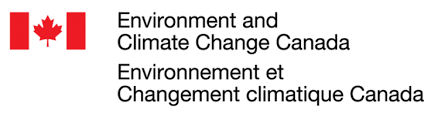 Environment and
Climate Change Canada
Environnement et
Changement climatique Canada